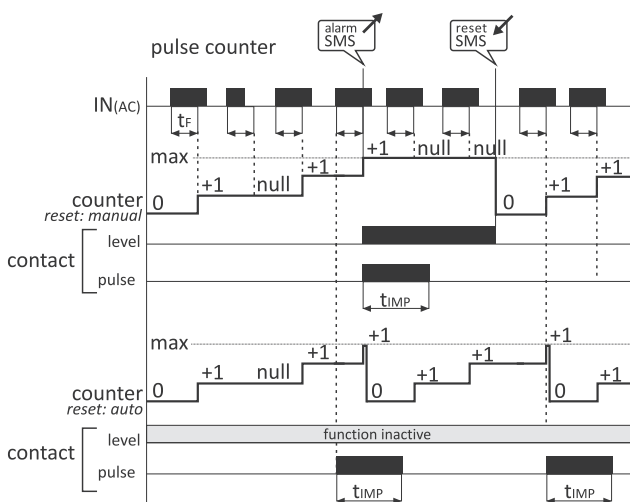 alarm
SMS
reset
SMS
pulse counter
IN(AC)
tF
max
+1
+1
null
null
+1
null
0
+1
0
+1
counter
reset: manual
level
contact
pulse
tIMP
max
+1
+1
+1
+1
null
+1
+1
0
0
0
+1
counter
reset: auto
level
function inactive
contact
pulse
tIMP
tIMP